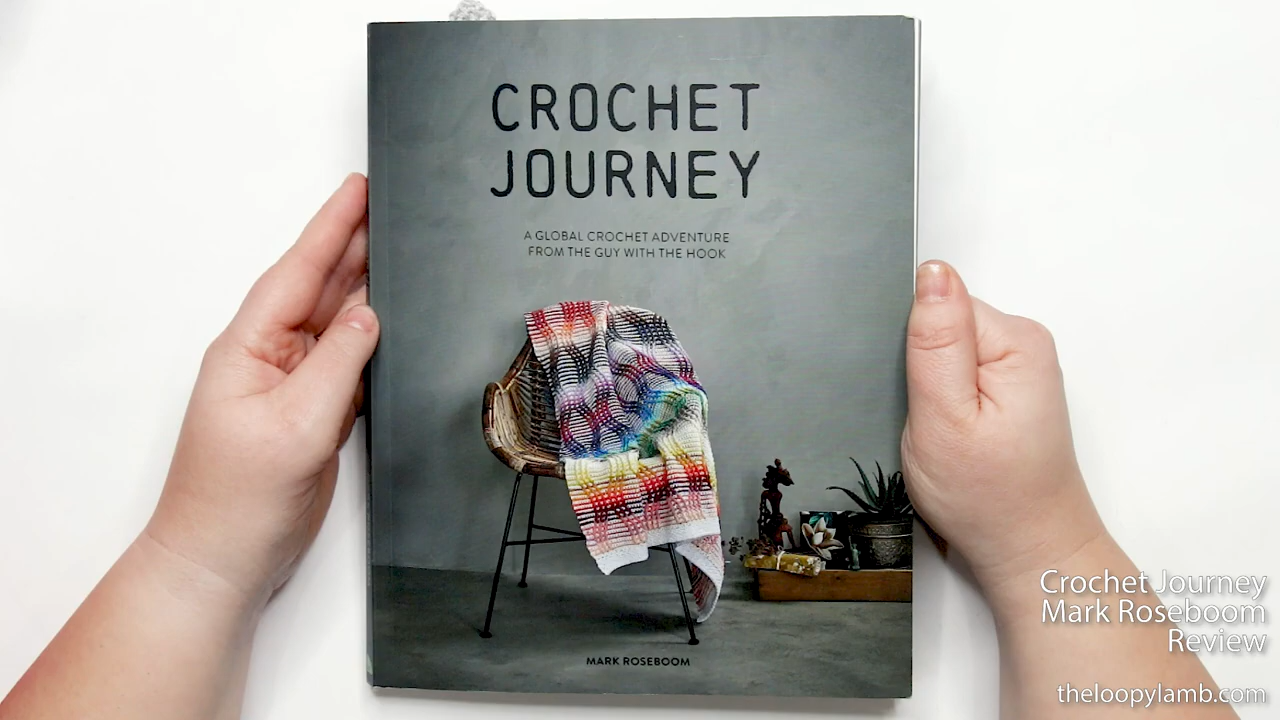 CROCHET
JOURNEY
A GLOBAL CROCHET ADVENTURE
FROM THE GUY WITH THE HOOK
MARK ROSEBOOM
Crochet Journey
Mark Roseboom
Review
theloopylamb.com